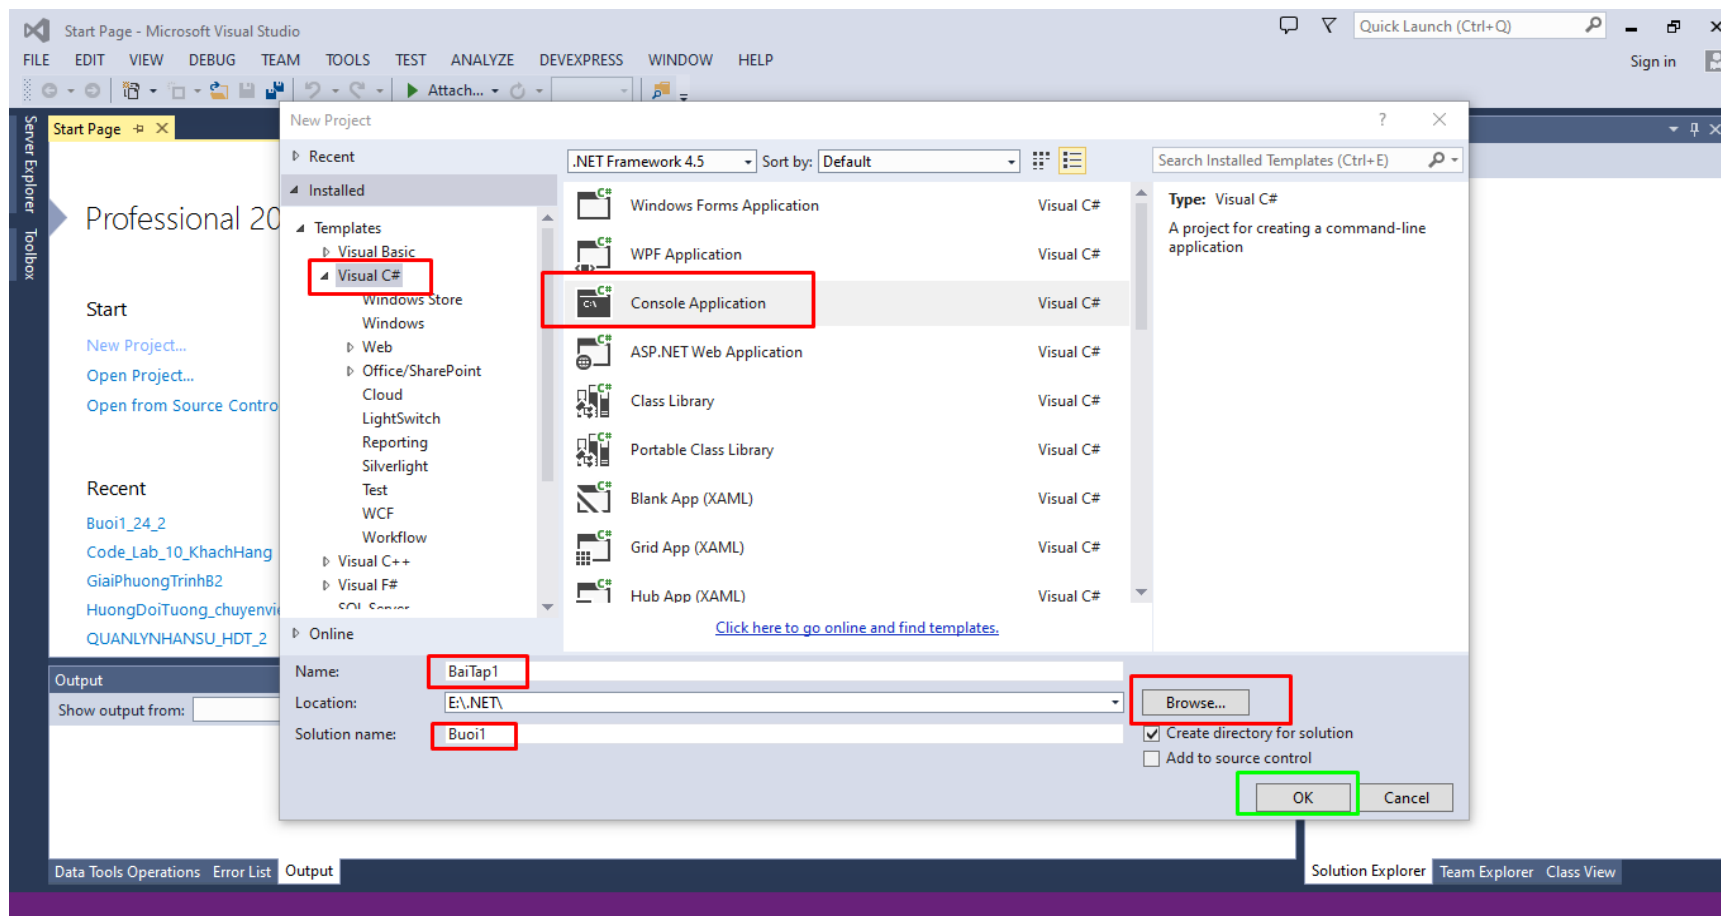 Start Page - Microsoft Visual Studio
Quick Launch (Ctrl+Q)
FILE EDIT VIEW DEBUG TEAM TOOLS TEST ANALYZE DEVEXPRESS WINDOW HELP
Sign in
Attach...
Server Explorer
Toolbox
Start Page
Professional 20
Start
New Project...
Open Project...
Open from Source Contro
Recent
Buoi1_24_2
Code_Lab_10_KhachHang
GiaiPhuongTrinhB2
HuongDoiTuong_chuyenvi
QUANLYNHANSU_HDT_2
New Project
?
Recent
Installed
Templates
Visual Basic
Visual C#
Windows Store
Windows
Web
Office/SharePoint
Cloud
LightSwitch
Reporting
Silverlight
Test
WCF
Workflow
Visual C++
Visual F#
SQL Server
Online
.NET Framework 4.5 Sort by: Default
Search Installed Templates (Ctrl+E)
C# Windows Forms Application Visual C#
C# WPF Application Visual C#
C# C:\ Console Application Visual C#
C# ASP.NET Web Application Visual C#
C# Class Library Visual C#
C# Portable Class Library Visual C#
C# Blank App (XAML) Visual C#
C# Grid App (XAML) Visual C#
C# Hub App (XAML) Visual C#
Click here to go online and find templates.
Type: Visual C#
A project for creating a command-line
application
Name: BaiTap1
Location: E:\.NET\ Browse...
Solution name: Buoi1
Create directory for solution
Add to source control
OK Cancel
Output
Show output from:
Data Tools Operations Error List Output
Solution Explorer Team Explorer Class View